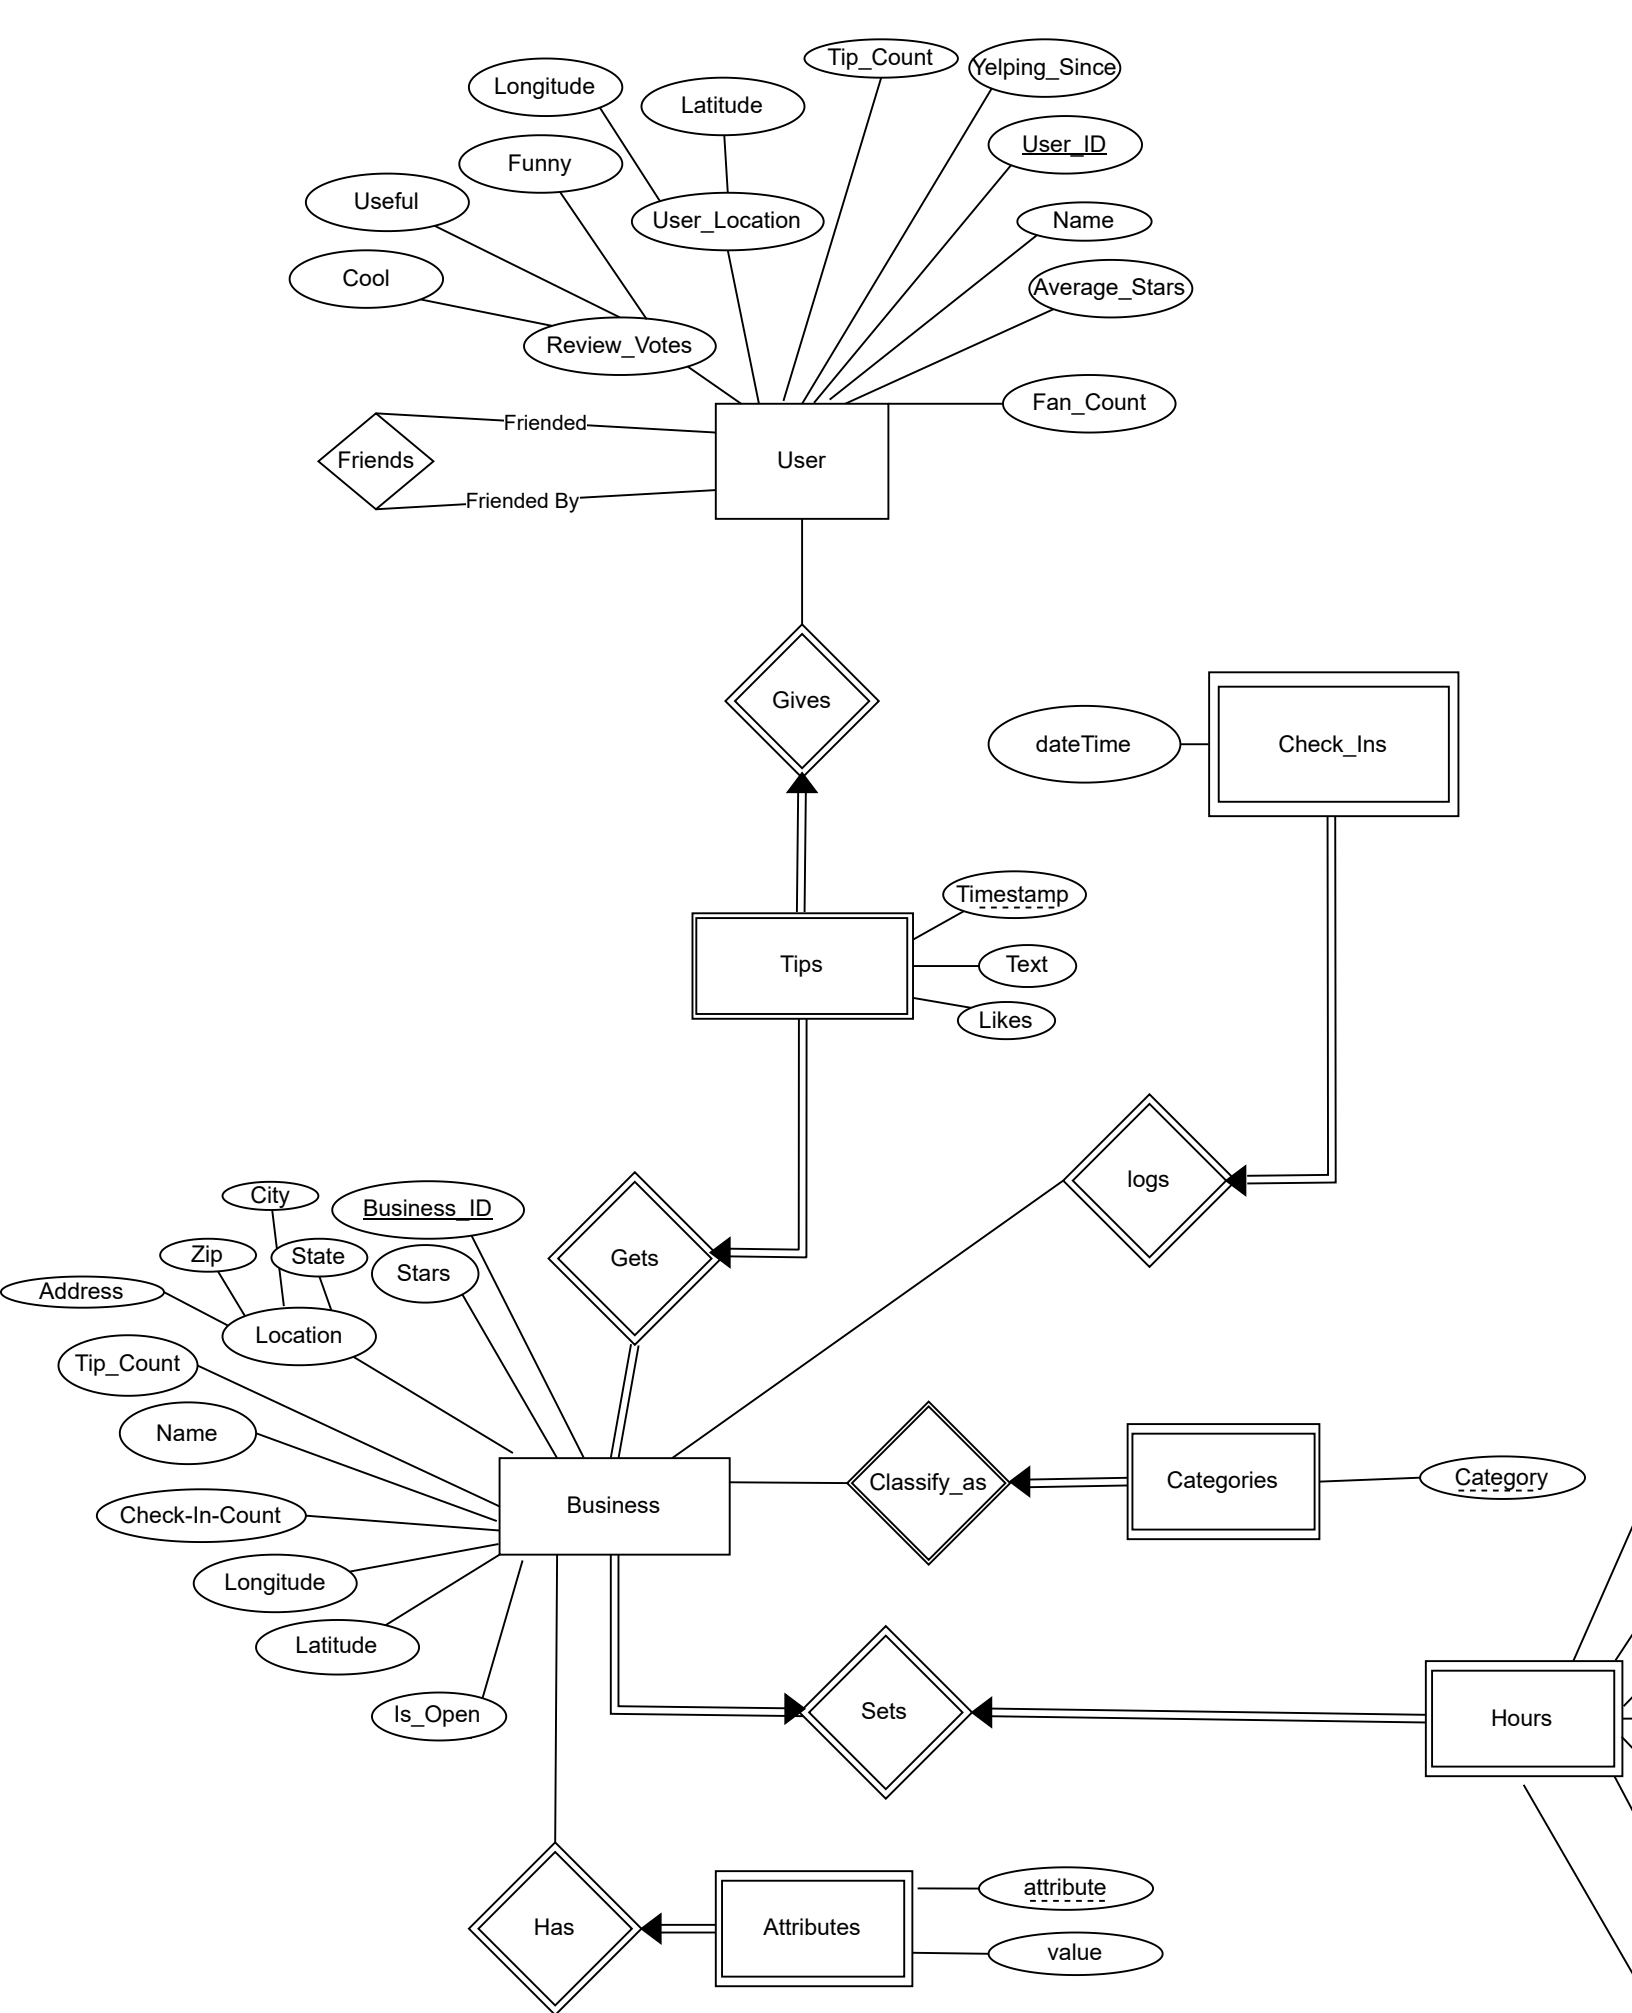 Tip_Count
Yelping_Since
Longitude
Latitude
User_ID
Funny
Useful
User_Location
Name
Cool
Average_Stars
Review_Votes
Fan_Count
Friended
Friends
User
Friended By
Gives
dateTime
Check_Ins
Timestamp
Tips
Text
Likes
logs
City
Business_ID
Zip
State
Gets
Stars
Address
Location
Tip_Count
Name
Classify_as
Categories
Category
Business
Check-In-Count
Longitude
Latitude
Is_Open
Sets
Hours
attribute
Has
Attributes
value